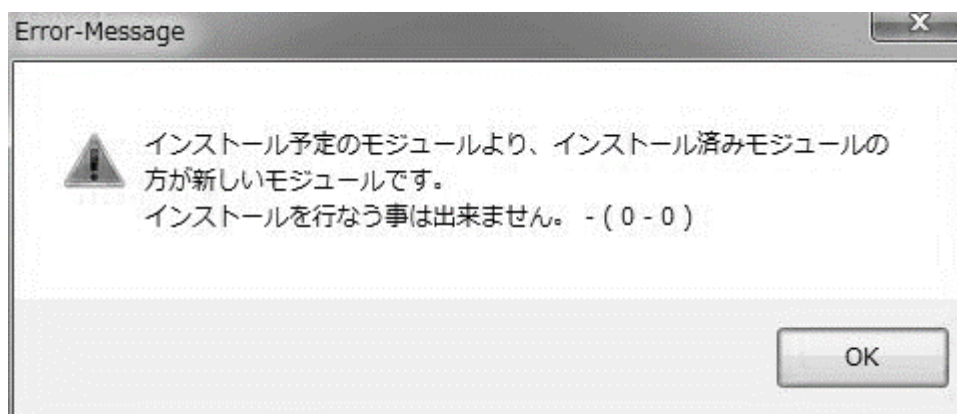 Error-Message
インストール予定のモジュールより、インストール済みモジュールの
方が新しいモジュールです。
インストールを行なう事は出来ません。 - ( 0 - 0 )
OK